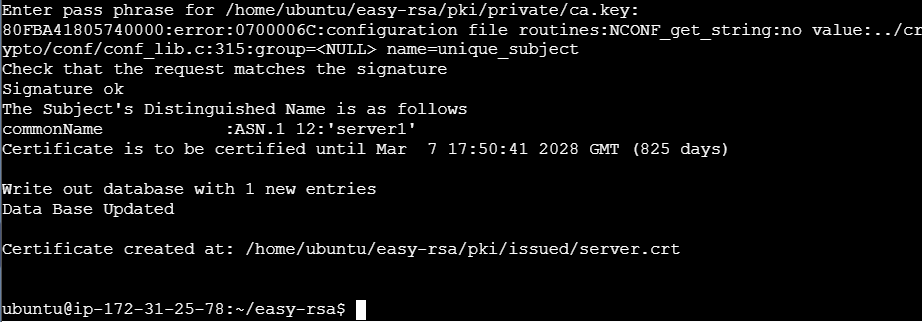 Enter pass phrase for /home/ubuntu/easy-rsa/pki/private/ca.key:
80FBA41805740000:error:0700006C:configuration file routines:NCONF_get_string:no value:../cr
ypto/conf/conf_lib.c:315:group=<NULL> name=unique_subject
Check that the request matches the signature
Signature ok
The Subject's Distinguished Name is as follows
commonName            :ASN.1 12:'server1'
Certificate is to be certified until Mar  7 17:50:41 2028 GMT (825 days)
Write out database with 1 new entries
Data Base Updated
Certificate created at: /home/ubuntu/easy-rsa/pki/issued/server.crt
ubuntu@ip-172-31-25-78:~/easy-rsa$